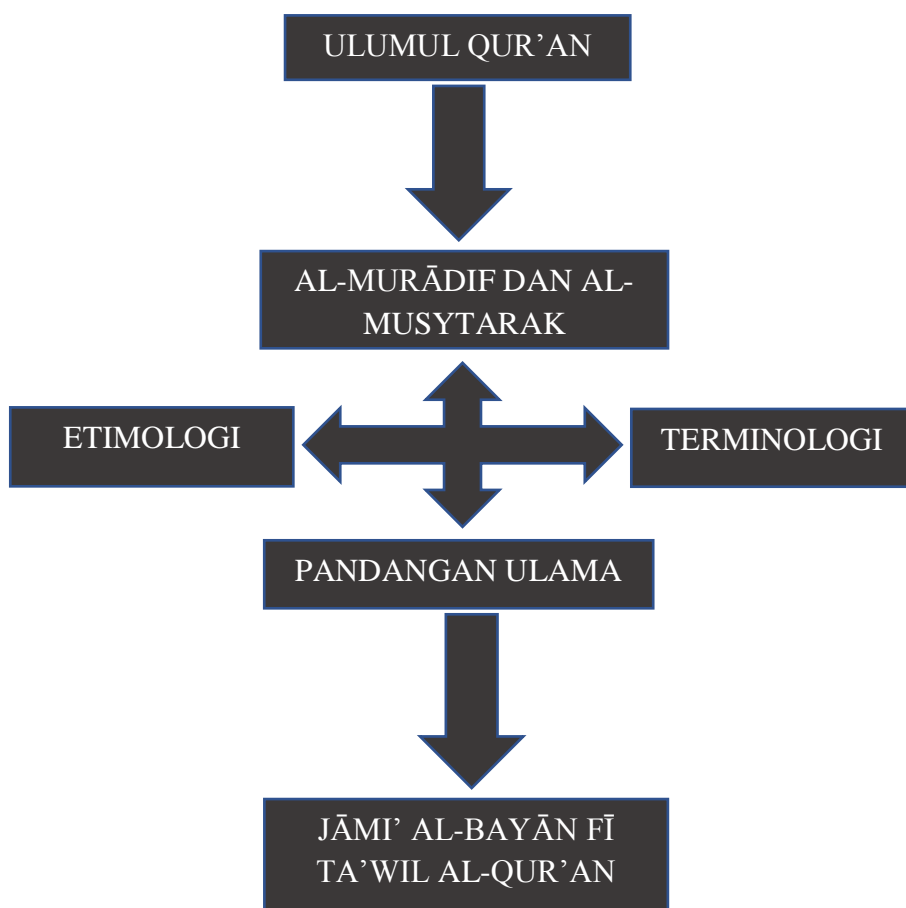 ULUMUL QUR’AN
AL-MURĀDIF DAN AL-
MUSYTARAK
ETIMOLOGI
TERMINOLOGI
PANDANGAN ULAMA
JĀMI’ AL-BAYĀN FĪ
TA’WIL AL-QUR’AN